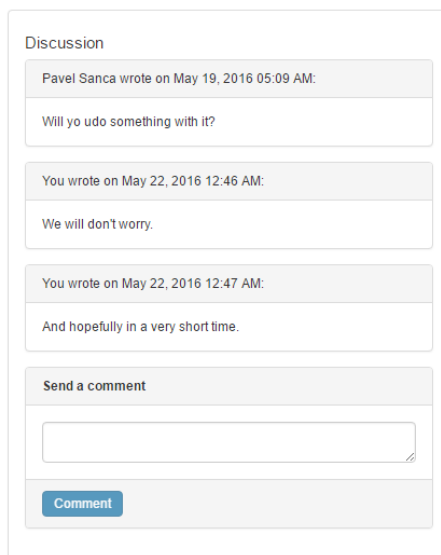 Discussion
Pavel Sanca wrote on May 19, 2016 05:09 AM:
Will yo udo something with it?
You wrote on May 22, 2016 12:46 AM:
We will don't worry.
You wrote on May 22, 2016 12:47 AM:
And hopefully in a very short time.
Send a comment
Comment